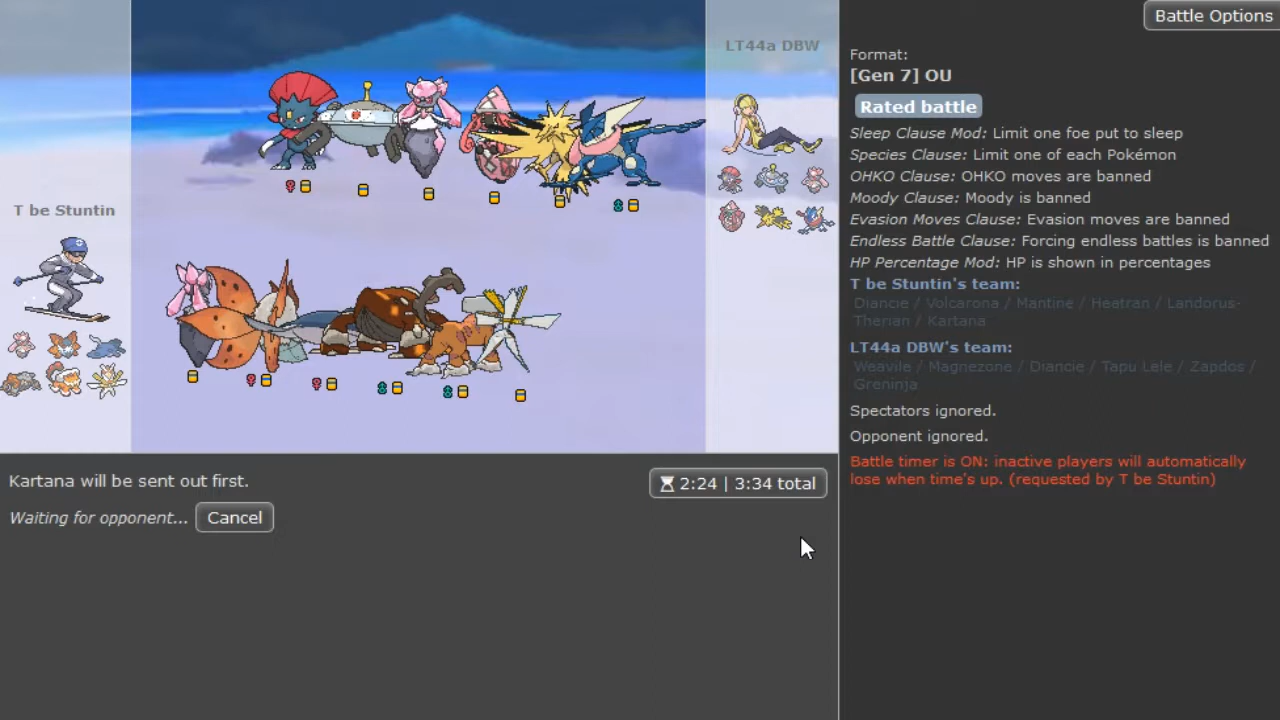 T be Stuntin
LT44a DBW
Kartana will be sent out first.
Waiting for opponent...
Cancel
2:24 | 3:34 total
Battle Options
Format:
[Gen 7] OU
Rated battle
Sleep Clause Mod: Limit one foe put to sleep
Species Clause: Limit one of each Pokémon
OHKO Clause: OHKO moves are banned
Moody Clause: Moody is banned
Evasion Moves Clause: Evasion moves are banned
Endless Battle Clause: Forcing endless battles is banned
HP Percentage Mod: HP is shown in percentages
T be Stuntin's team:
Diancie / Volcarona / Mantine / Heatran / Landorus-
Therian / Kartana
LT44a DBW's team:
Weavile / Magnezone / Diancie / Tapu Lele / Zapdos /
Greninja
Spectators ignored.
Opponent ignored.
Battle timer is ON: inactive players will automatically
lose when time's up. (requested by T be Stuntin)